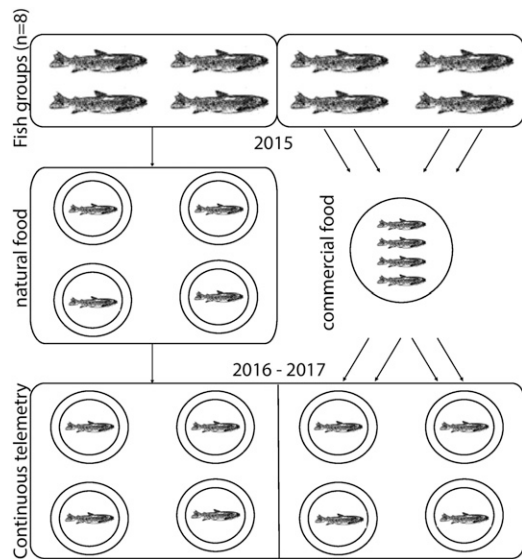 Fish groups (n=8)
2015
natural food
commercial food
2016 - 2017
Continuous telemetry